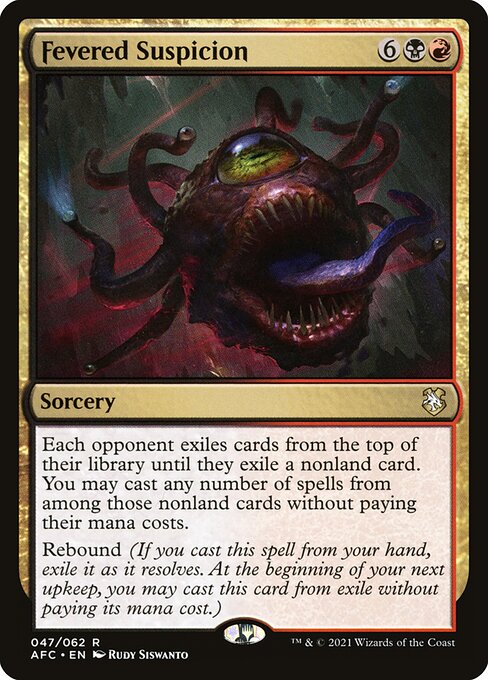 Fevered Suspicion 6
Sorcery
Each opponent exiles cards from the top of
their library until they exile a nonland card.
You may cast any number of spells from
among those nonland cards without paying
their mana costs.
Rebound (If you cast this spell from your hand,
exile it as it resolves. At the beginning of your next
upkeep, you may cast this card from exile without
paying its mana cost.)
047/062 R
AFC • EN Rudy Siswanto
™ & © 2021 Wizards of the Coast